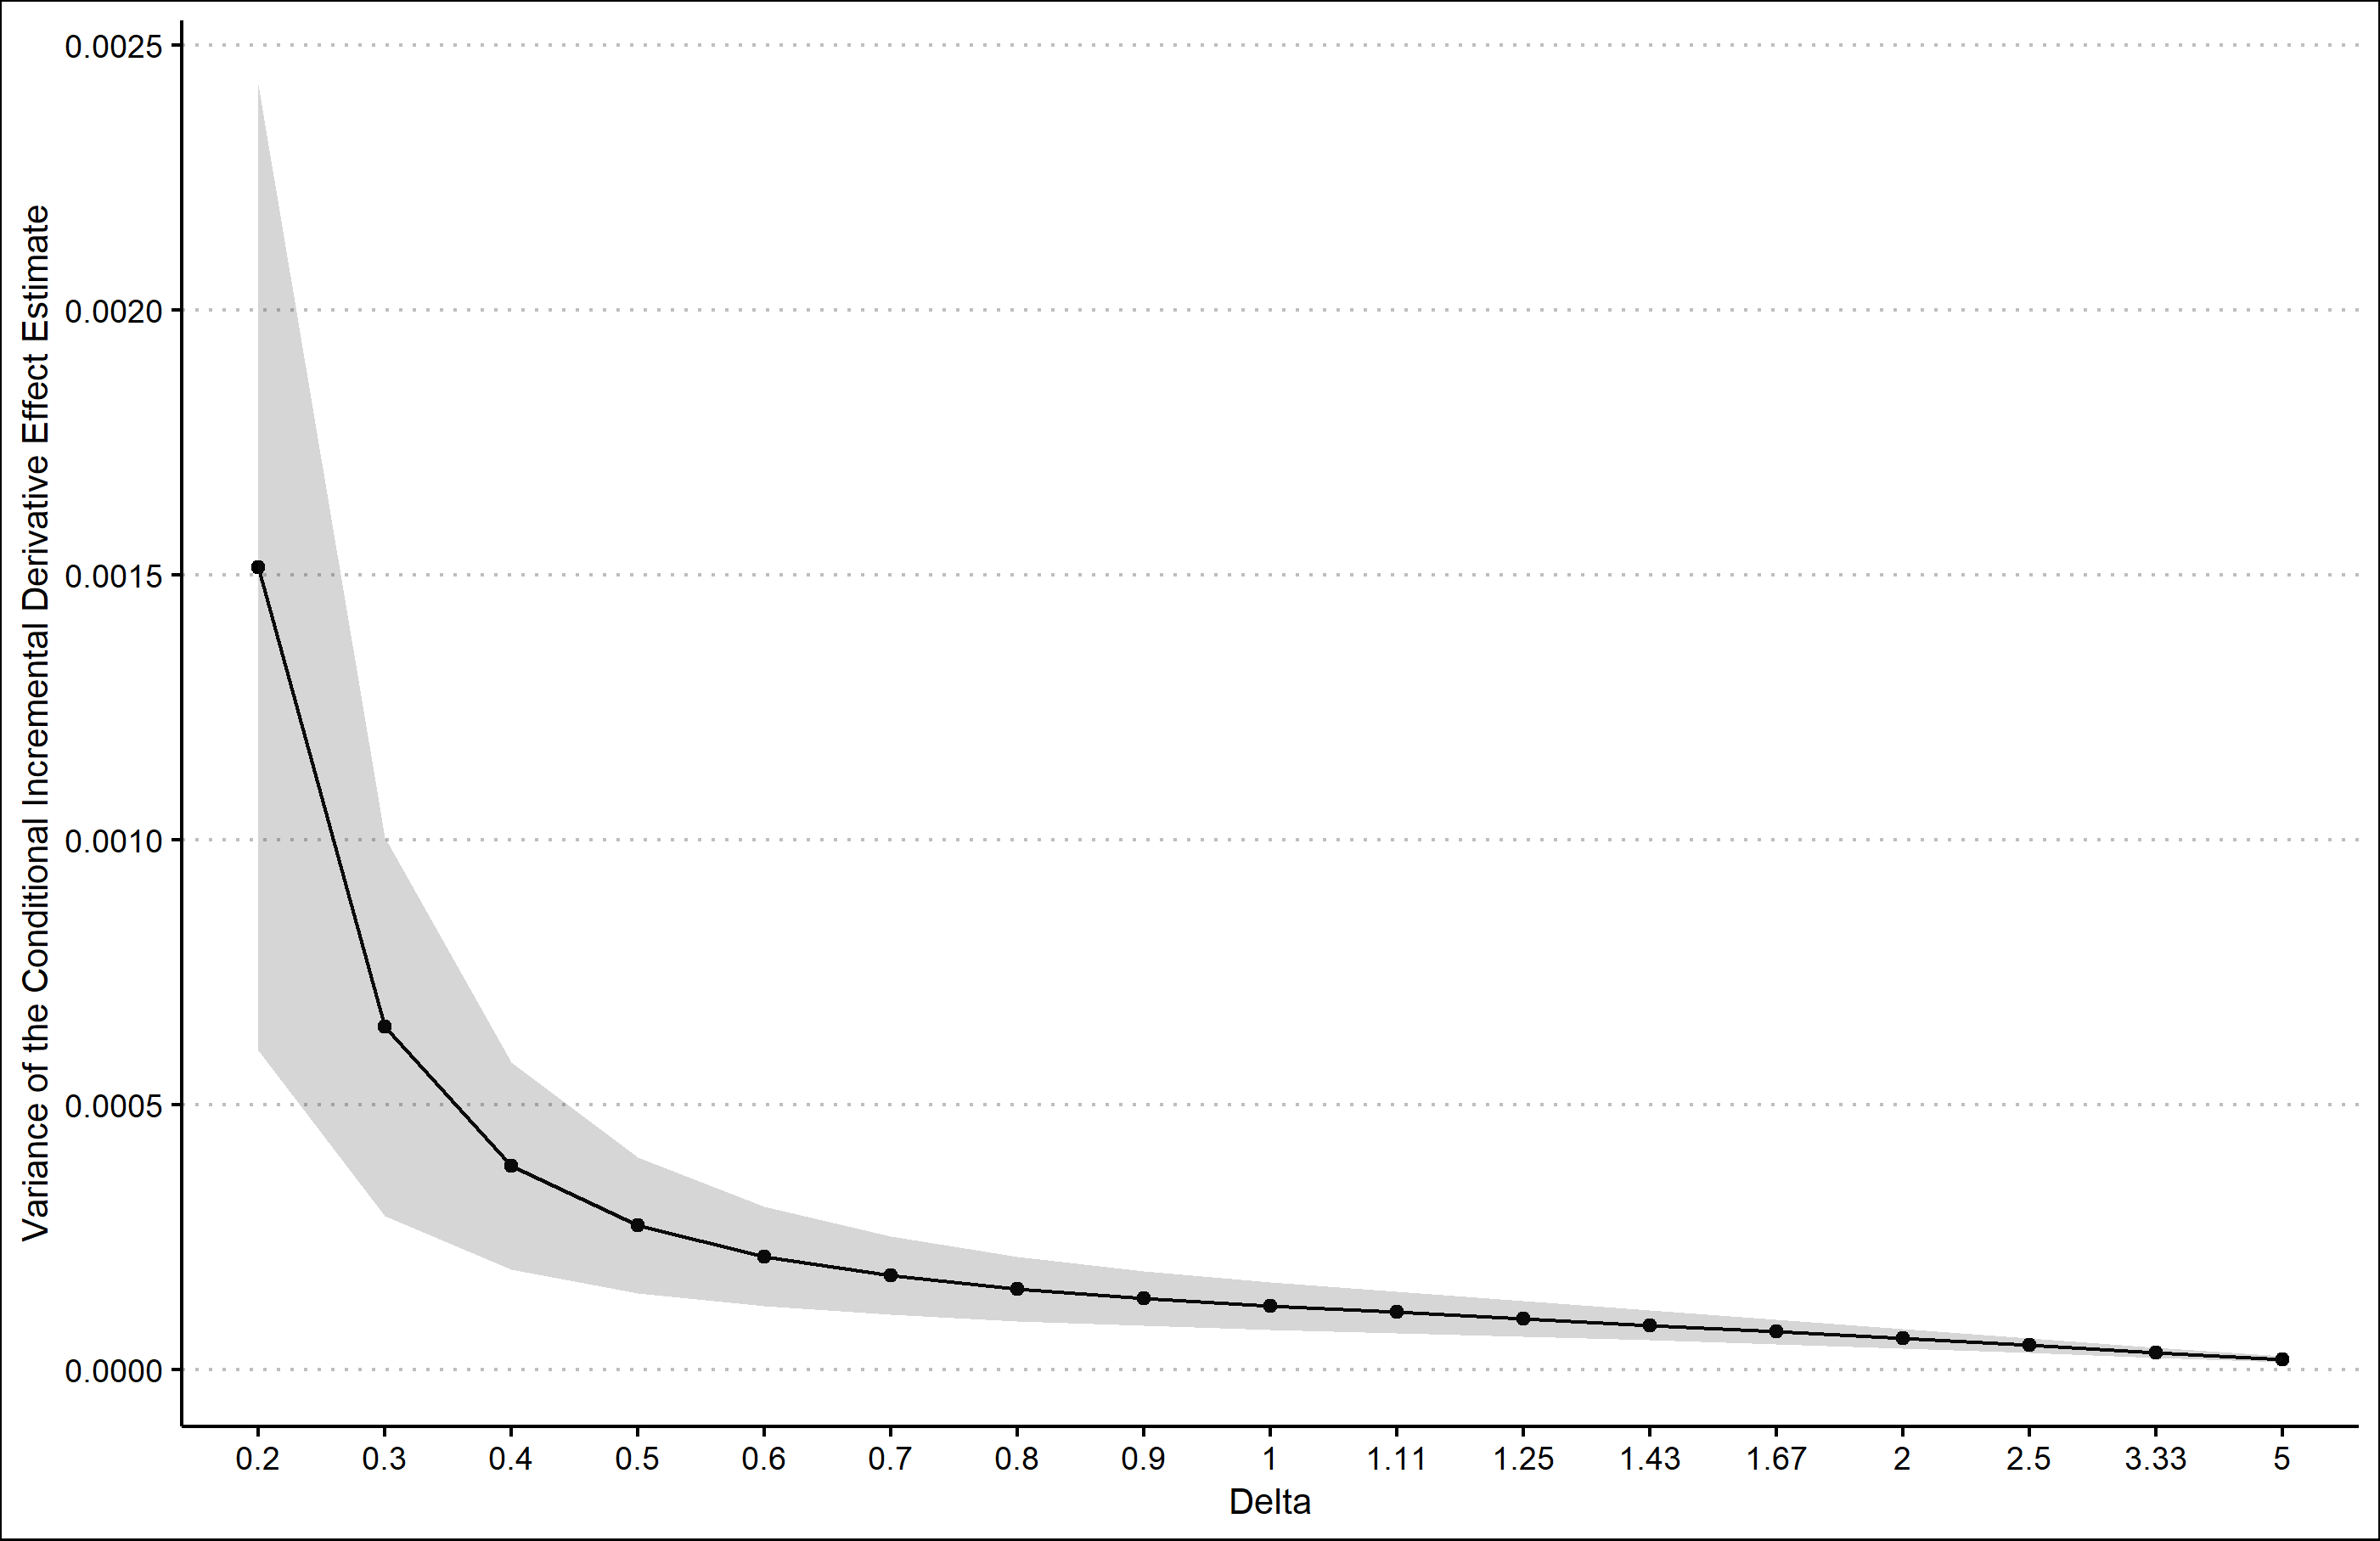 Variance of the Conditional Incremental Derivative Effect Estimate
0.0025
0.0020
0.0015
0.0010
0.0005
0.0000
0.2 0.3 0.4 0.5 0.6 0.7 0.8 0.9 1 1.11 1.25 1.43 1.67 2 2.5 3.33 5
Delta